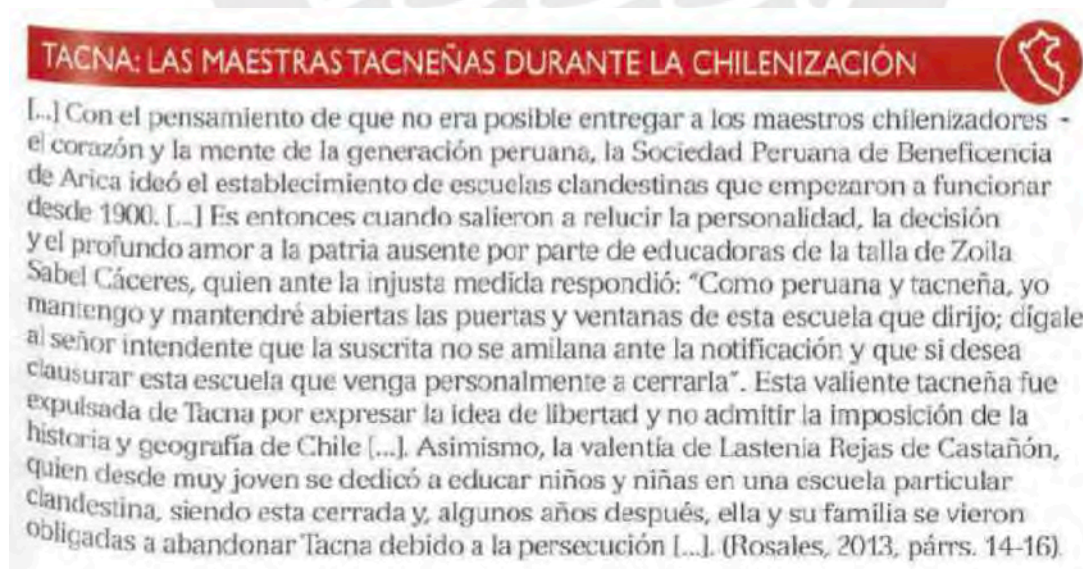 TACNA: LAS MAESTRAS TACNEÑAS DURANTE LA CHILENIZACIÓN
[...] Con el pensamiento de que no era posible entregar a los maestros chilenizadores -
el corazón y la mente de la generación peruana, la Sociedad Peruana de Beneficencia
de Arica ideó el establecimiento de escuelas clandestinas que empezaron a funcionar
desde 1900. [...] Es entonces cuando salieron a relucir la personalidad, la decisión
y el profundo amor a la patria ausente por parte de educadoras de la talla de Zoila
Sabel Cáceres, quien ante la injusta medida respondió: "Como peruana y tacneña, yo
mantengo y mantendré abiertas las puertas y ventanas de esta escuela que dirijo; dígale
al señor intendente que la suscrita no se amilana ante la notificación y que si desea
clausurar esta escuela que venga personalmente a cerrarla". Esta valiente tacneña fue
expulsada de Tacna por expresar la idea de libertad y no admitir la imposición de la
historia y geografía de Chile [...]. Asimismo, la valentía de Lastenia Rejas de Castañón,
quien desde muy joven se dedicó a educar niños y niñas en una escuela particular
clandestina, siendo esta cerrada y, algunos años después, ella y su familia se vieron
obligadas a abandonar Tacna debido a la persecución [...]. (Rosales, 2013, párrs. 14-16).